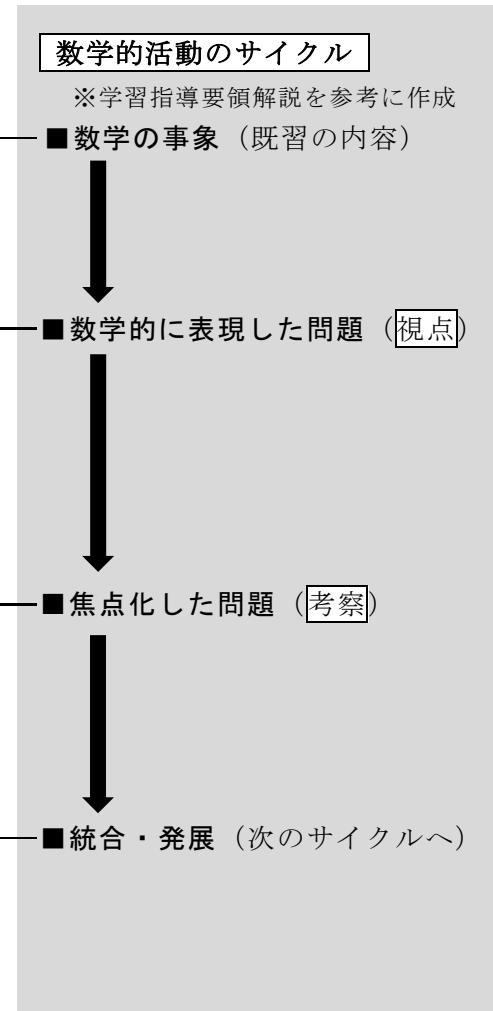 数学的活動のサイクル
※学習指導要領解説を参考に作成
■数学の事象（既習の内容）
■数学的に表現した問題（視点）
■焦点化した問題（考察）
■統合・発展（次のサイクルへ）